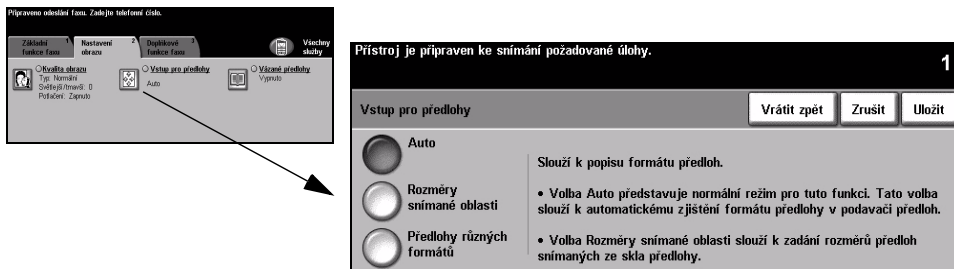 Připraveno odeslání faxu. Zadejte telefonní číslo.
Základní funkce faxu 1
Nastavení obrazu 2
Doplňkové funkce faxu 3
Všechny služby
Kvalita obrazu
Typ: Normální
Světlejší/tmavší: 0
Potlačení: Zapnuto
Vstup pro předlohy
Auto
Vázané předlohy
Vypnuto
Přístroj je připraven ke snímání požadované úlohy.
1
Vstup pro předlohy
Vrátit zpět
Zrušit
Uložit
Auto
Rozměry
snímané oblasti
Předlohy různých
formátů
Slouží k popisu formátu předloh.
• Volba Auto představuje normální režim pro tuto funkci. Tato volba
slouží k automatickému zjištění formátu předlohy v podavači předloh.
• Volba Rozměry snímané oblasti slouží k zadání rozměrů předloh
snímaných ze skla předlohy.